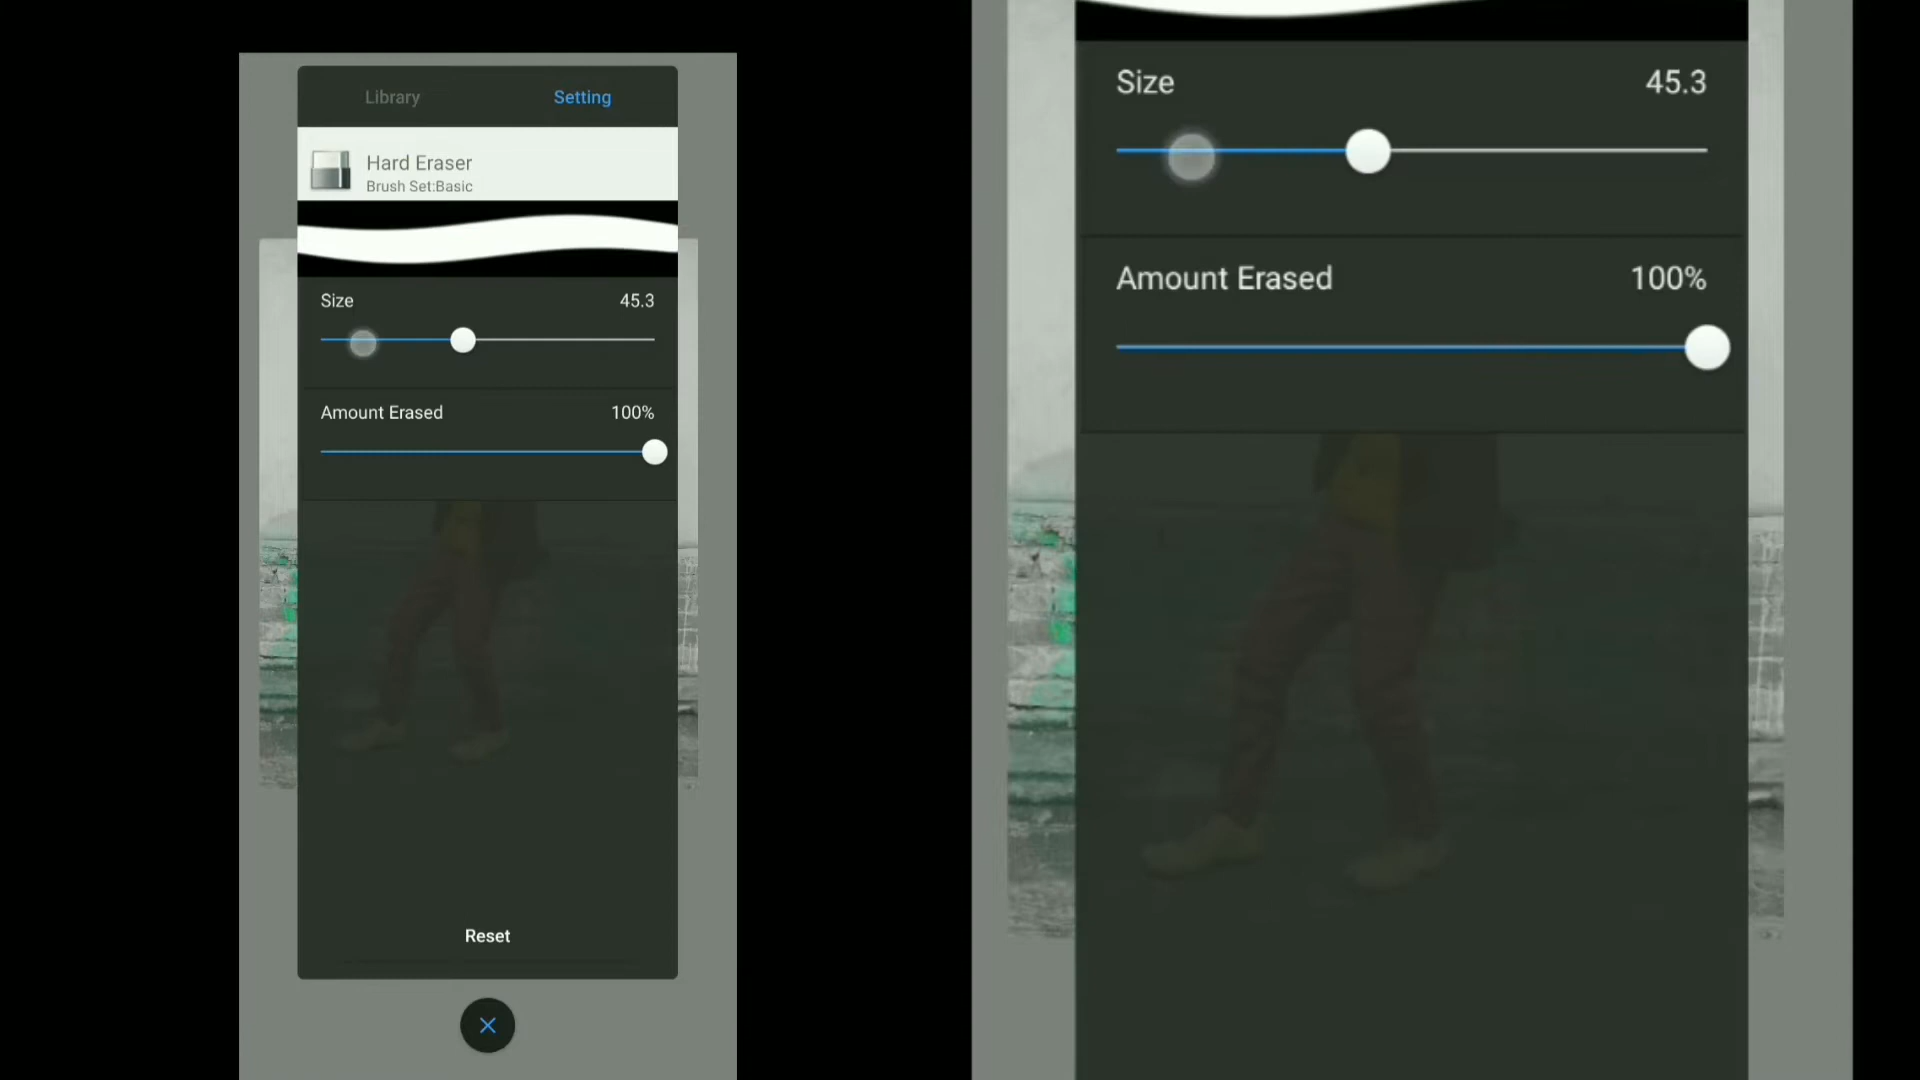 Library
Setting
Hard Eraser
Brush Set:Basic
Size 45.3
Amount Erased 100%
Reset
Size 45.3
Amount Erased 100%